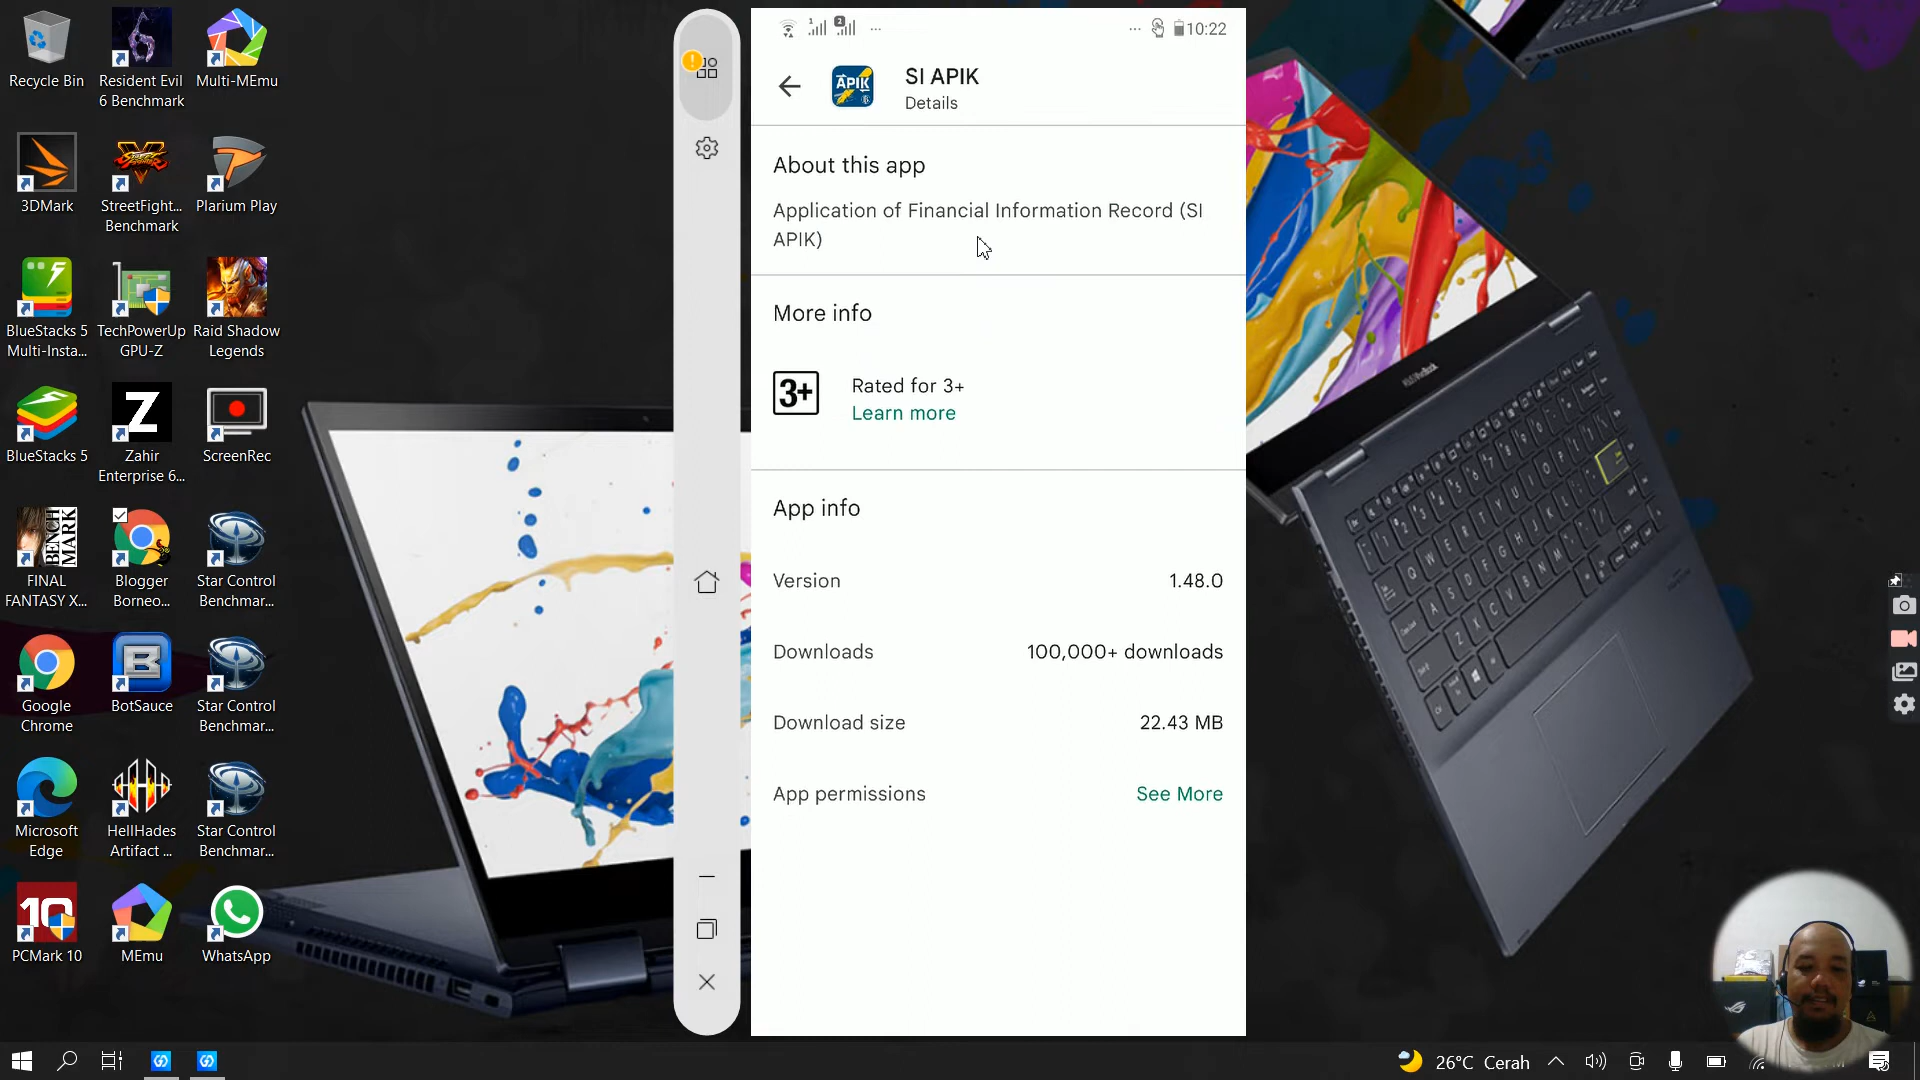 Recycle Bin
Resident Evil
6 Benchmark
Multi-MEmu
3DMark
StreetFight...
Benchmark
Plarium Play
BlueStacks 5
Multi-Insta...
TechPowerUp
GPU-Z
Raid Shadow
Legends
BlueStacks 5
Zahir
Enterprise 6...
ScreenRec
BENCH
MARK
FINAL
FANTASY X...
Blogger
Borneo...
Star Control
Benchmar...
Google
Chrome
BotSauce
Star Control
Benchmar...
Microsoft
Edge
HellHades
Artifact ...
Star Control
Benchmar...
10
PCMark 10
MEmu
WhatsApp
10:22
APIK
SI APIK
Details
About this app
Application of Financial Information Record (SI
APIK)
More info
3+
Rated for 3+
Learn more
App info
Version
1.48.0
Downloads
100,000+ downloads
Download size
22.43 MB
App permissions
See More
26°C Cerah